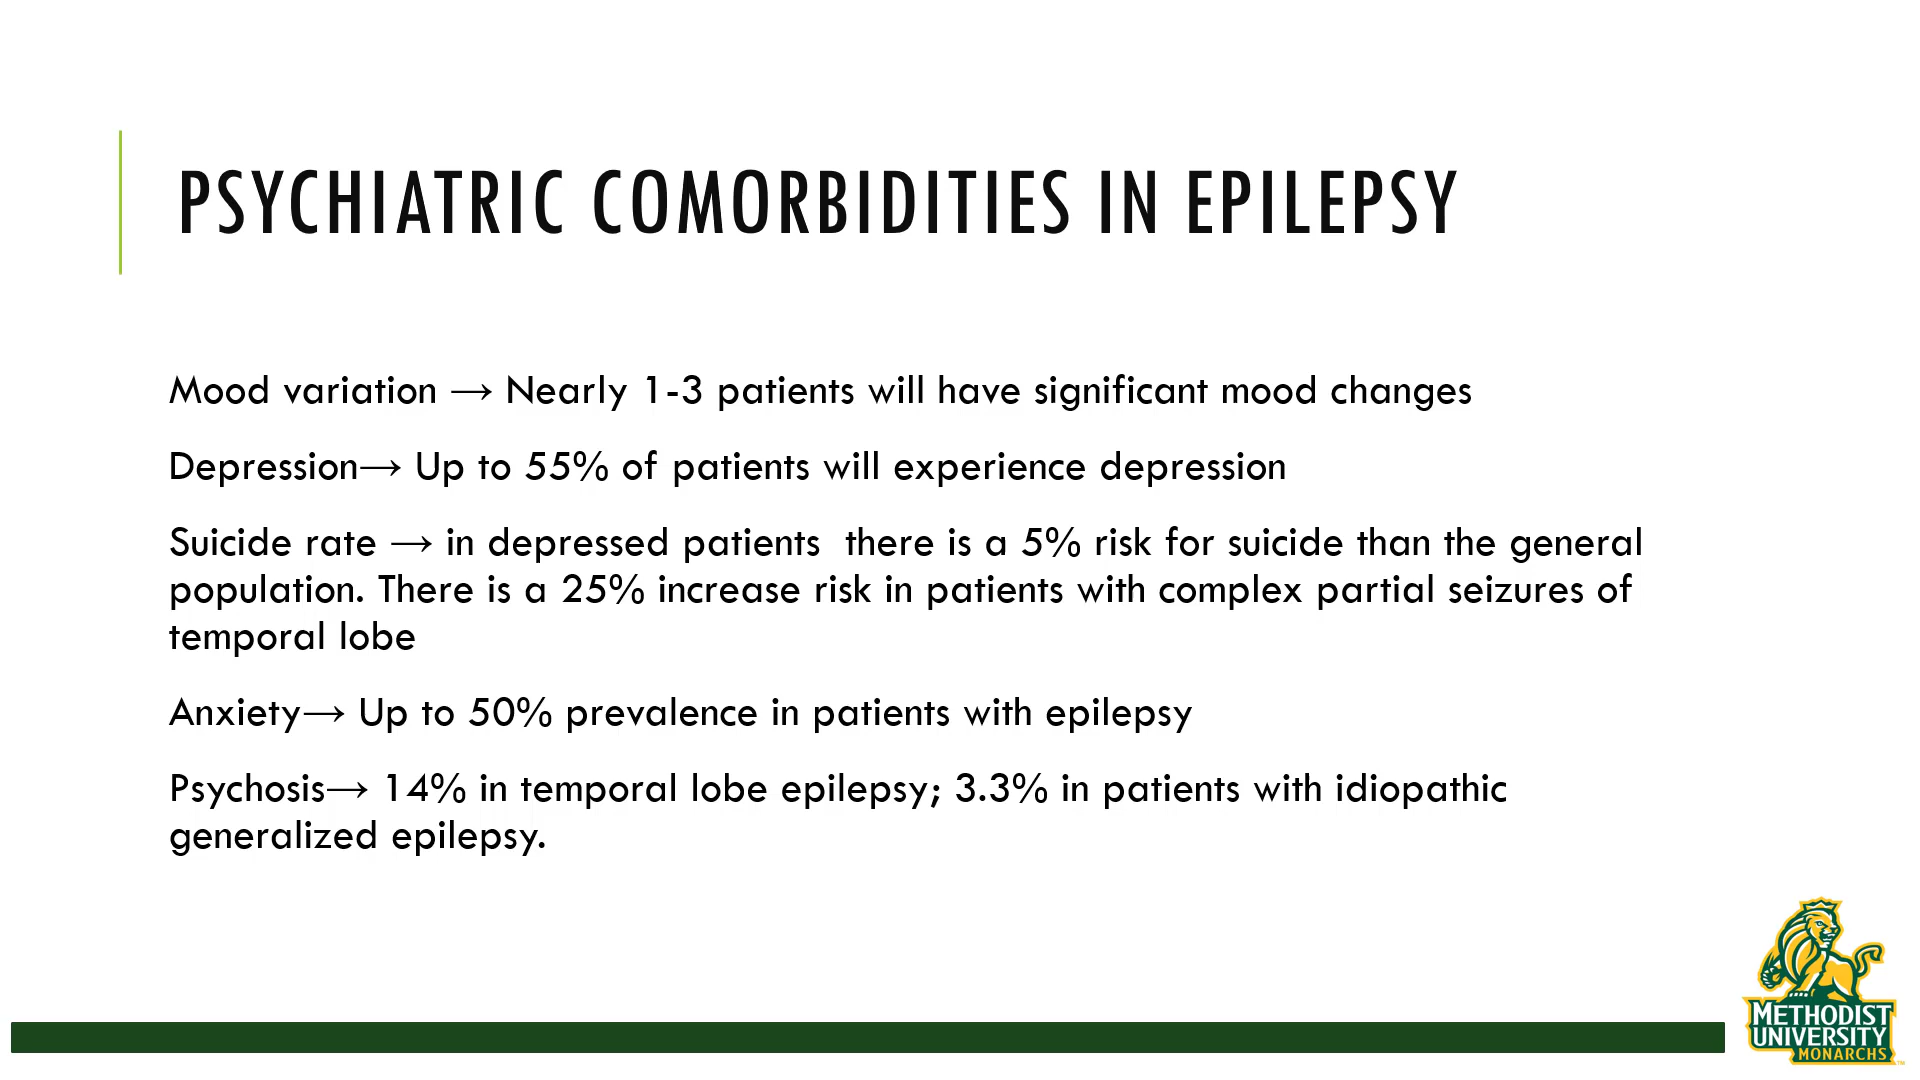 PSYCHIATRIC COMORBIDITIES IN EPILEPSY
Mood variation → Nearly 1-3 patients will have significant mood changes
Depression→ Up to 55% of patients will experience depression
Suicide rate → in depressed patients  there is a 5% risk for suicide than the general
population. There is a 25% increase risk in patients with complex partial seizures of
temporal lobe
Anxiety→ Up to 50% prevalence in patients with epilepsy
Psychosis→ 14% in temporal lobe epilepsy; 3.3% in patients with idiopathic
generalized epilepsy.
METHODIST
UNIVERSITY
MONARCHS